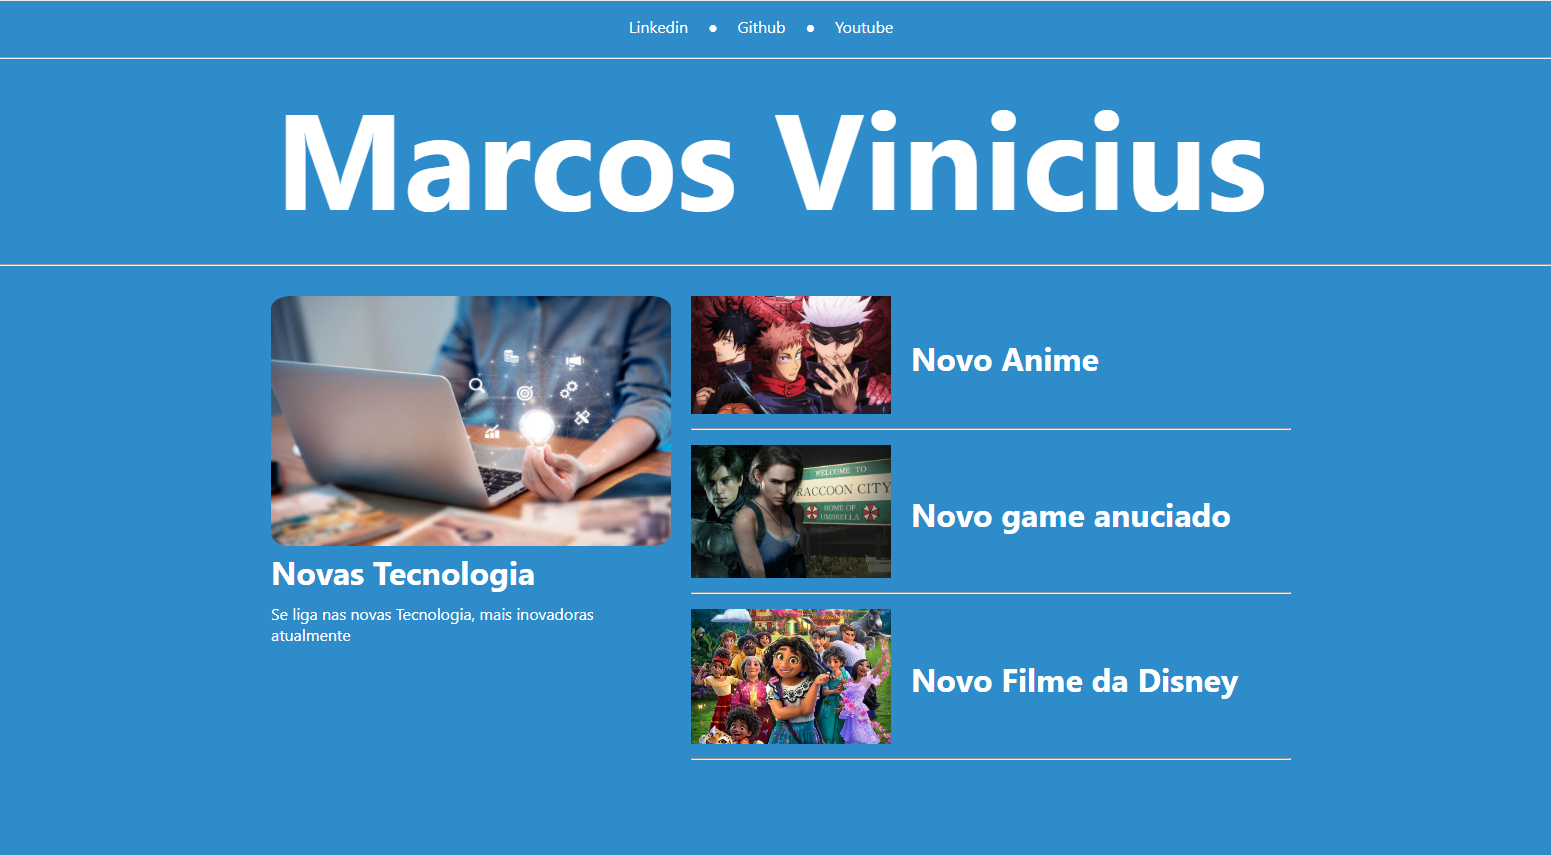 Linkedin • Github • Youtube
Marcos Vinicius
Novas Tecnologia
Se liga nas novas Tecnologia, mais inovadoras
atualmente
Novo Anime
WELCOME TO
RACCOON CITY
HOME OF
UMBRELLA
Novo game anuciado
Novo Filme da Disney